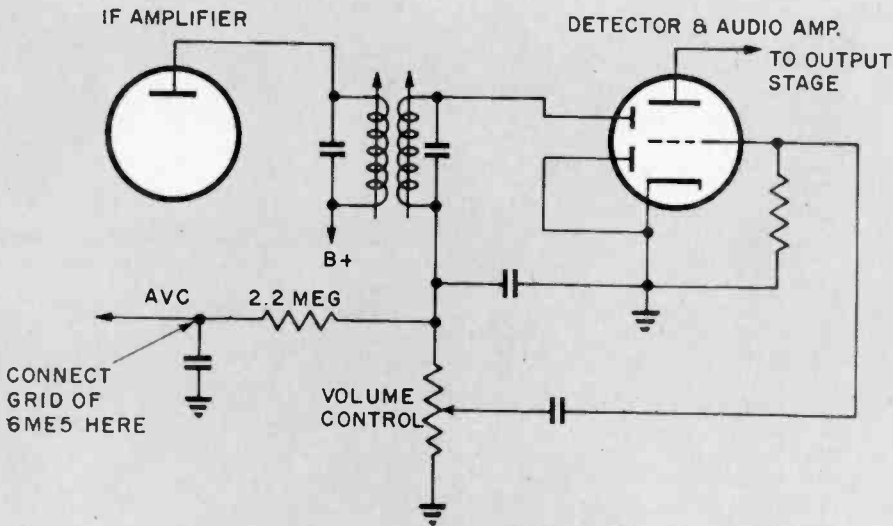 IF AMPLIFIER
DETECTOR & AUDIO AMP.
TO OUTPUT
STAGE
B+
AVC
2.2 MEG
CONNECT
GRID OF
6ME5 HERE
VOLUME
CONTROL